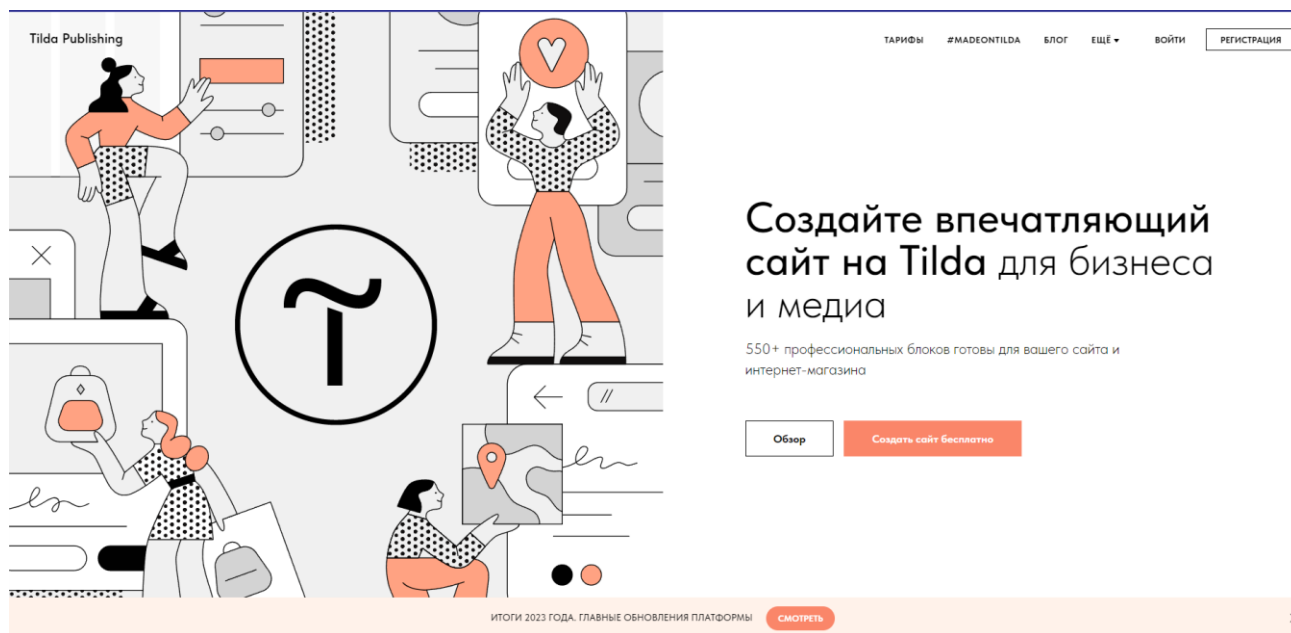 Tilda Publishing
ТАРИФЫ #MADEONTILDA БЛОГ ЕЩЁ ВОЙТИ РЕГИСТРАЦИЯ
Создайте впечатляющий
сайт на Tilda для бизнеса
и медиа
550+ профессиональных блоков готовы для вашего сайта и
интернет-магазина
Обзор Создать сайт бесплатно
ИТОГИ 2023 ГОДА. ГЛАВНЫЕ ОБНОВЛЕНИЯ ПЛАТФОРМЫ СМОТРЕТЬ